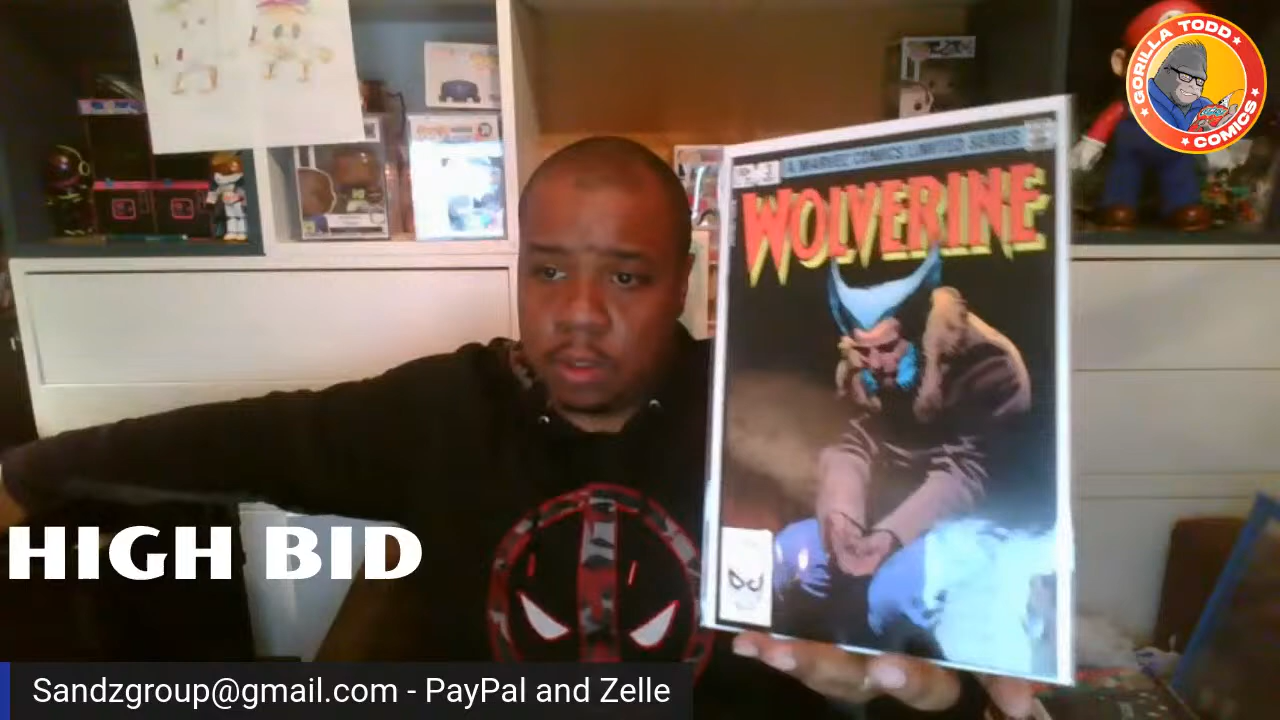 GORILLA TODD
COMICS
A MARVEL COMICS LIMITED SERIES
3
WOLVERINE
HIGH BID
Sandzgroup@gmail.com - PayPal and Zelle